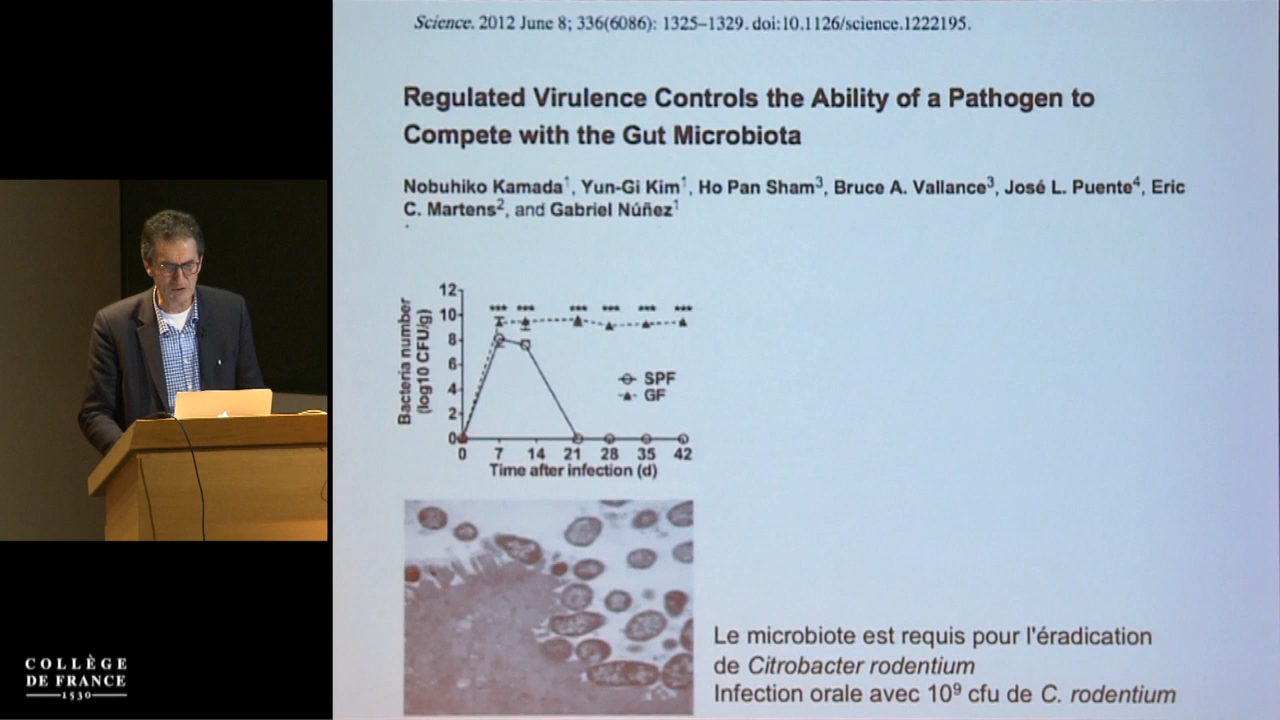 Science. 2012 June 8; 336(6086): 1325–1329. doi:10.1126/science.1222195.
Regulated Virulence Controls the Ability of a Pathogen to
Compete with the Gut Microbiota
Nobuhiko Kamada1, Yun-Gi Kim1, Ho Pan Sham3, Bruce A. Vallance3, José L. Puente4, Eric
C. Martens2, and Gabriel Núñez1
Bacteria number
(log10 CFU/g)
12
10
8
6
4
2
0
*** *** *** *** *** ***
SPF
GF
0 7 14 21 28 35 42
Time after infection (d)
Le microbiote est requis pour l'éradication
de Citrobacter rodentium
Infection orale avec 10⁹ cfu de C. rodentium
COLLÈGE
DE FRANCE
1530